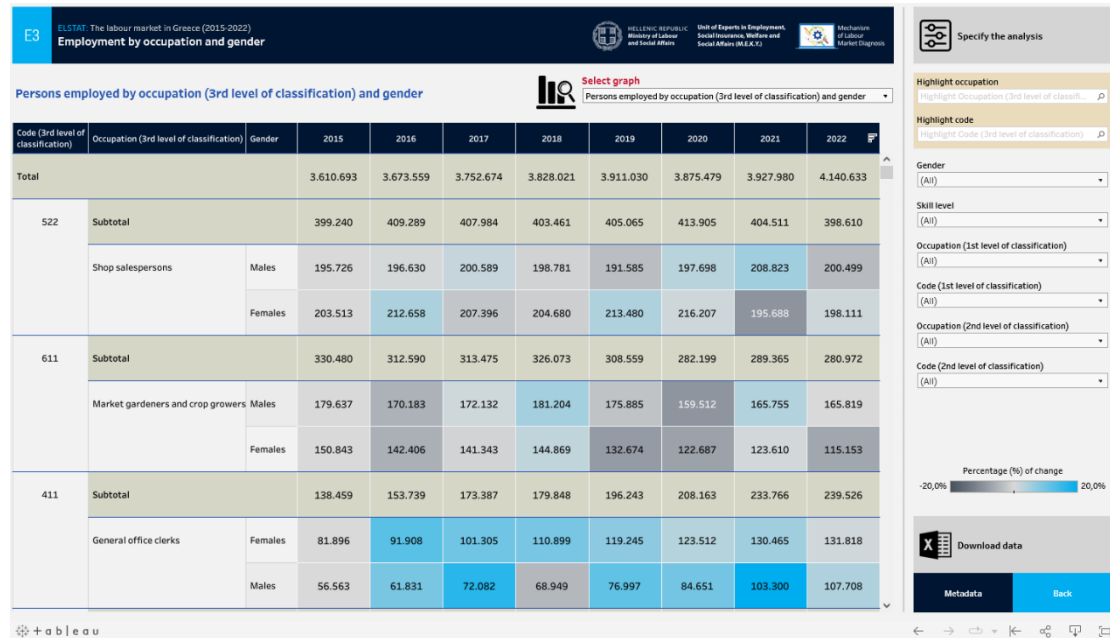 E3
ELSTAT: The labour market in Greece (2015-2022)
Employment by occupation and gender
HELLENIC REPUBLIC
Ministry of Labour
and Social Affairs
Unit of Experts in Employment,
Social Insurance, Welfare and
Social Affairs (M.E.K.Y.)
Mechanism
of Labour
Market Diagnosis
Specify the analysis
Persons employed by occupation (3rd level of classification) and gender
Select graph
Persons employed by occupation (3rd level of classification) and gender
Highlight occupation
Highlight Occupation (3rd level of classifi...
Highlight code
Highlight Code (3rd level of classification)
Gender
(All)
Skill level
(All)
Occupation (1st level of classification)
(All)
Code (1st level of classification)
(All)
Occupation (2nd level of classification)
(All)
Code (2nd level of classification)
(All)
Code (3rd level of
classification)
Occupation (3rd level of classification) Gender 2015 2016 2017 2018 2019 2020 2021 2022
Total 3.610.693 3.673.559 3.752.674 3.828.021 3.911.030 3.875.479 3.927.980 4.140.633
522 Subtotal 399.240 409.289 407.984 403.461 405.065 413.905 404.511 398.610
Shop salespersons Males 195.726 196.630 200.589 198.781 191.585 197.698 208.823 200.499
Females 203.513 212.658 207.396 204.680 213.480 216.207 195.688 198.111
611 Subtotal 330.480 312.590 313.475 326.073 308.559 282.199 289.365 280.972
Market gardeners and crop growers Males 179.637 170.183 172.132 181.204 175.885 159.512 165.755 165.819
Females 150.843 142.406 141.343 144.869 132.674 122.687 123.610 115.153
411 Subtotal 138.459 153.739 173.387 179.848 196.243 208.163 233.766 239.526
General office clerks Females 81.896 91.908 101.305 110.899 119.245 123.512 130.465 131.818
Males 56.563 61.831 72.082 68.949 76.997 84.651 103.300 107.708
Percentage (%) of change
-20,0% 20,0%
Download data
Metadata
Back
+ableau